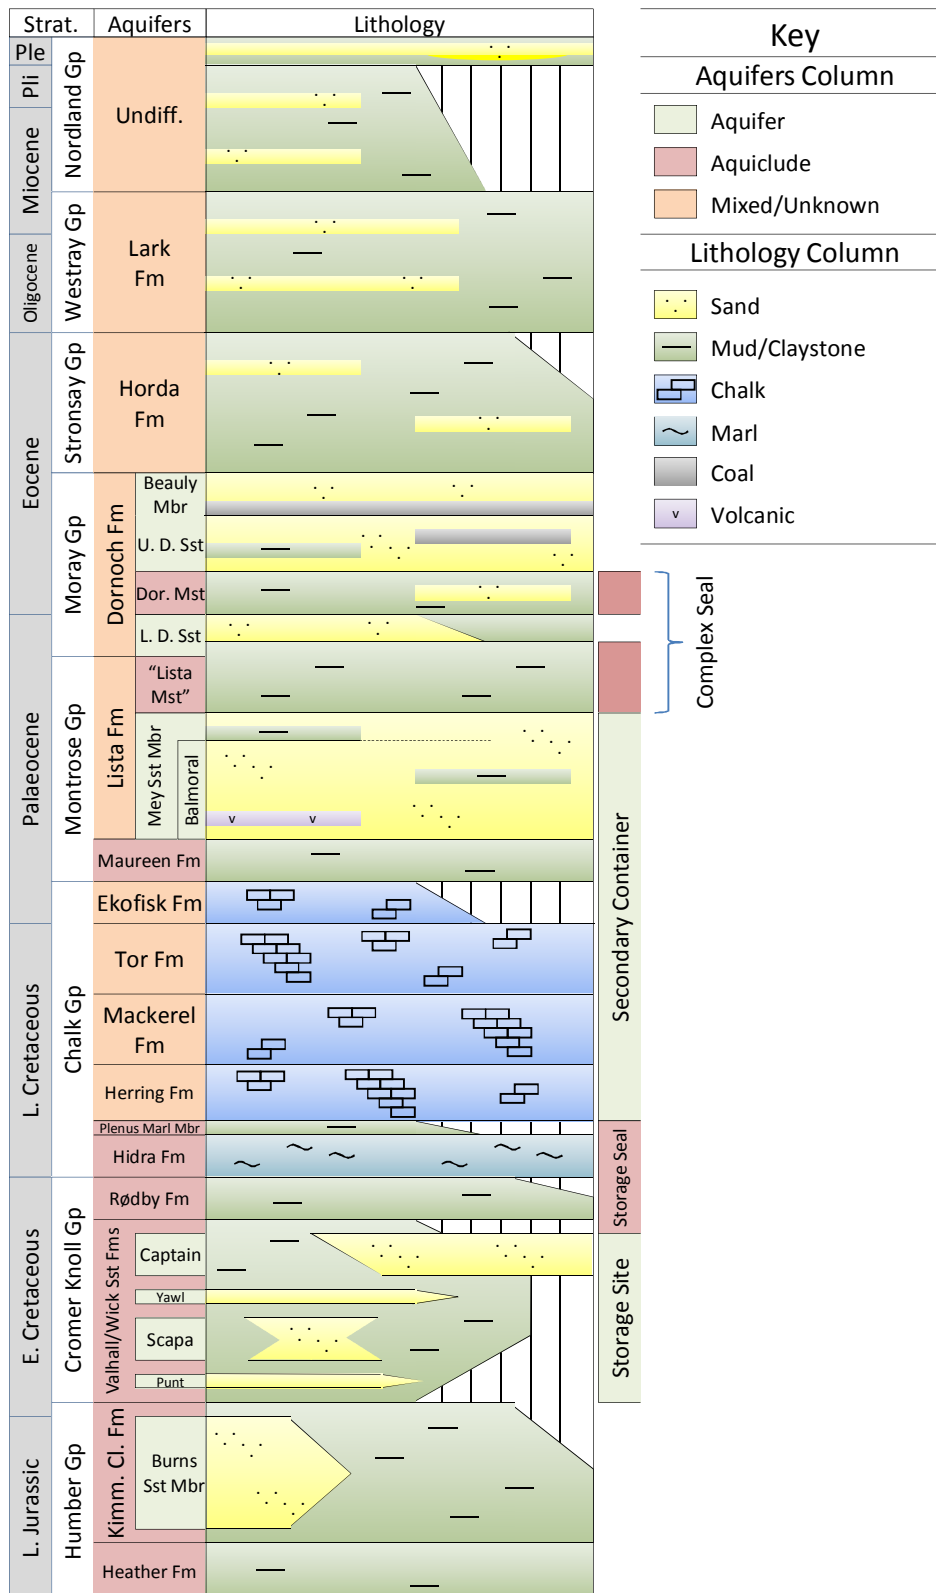 Strat. Aquifers Lithology
Ple
Pli
Miocene
Oligocene
Eocene
Palaeocene
L. Cretaceous
E. Cretaceous
L. Jurassic
Nordland Gp
Westray Gp
Stronsay Gp
Moray Gp
Montrose Gp
Chalk Gp
Cromer Knoll Gp
Humber Gp
Undiff.
Lark
Fm
Horda
Fm
Dornoch Fm
Beauly
Mbr
U. D. Sst
Dor. Mst
L. D. Sst
Lista Fm
“Lista
Mst”
Mey Sst Mbr
Balmoral
Maureen Fm
Ekofisk Fm
Tor Fm
Mackerel
Fm
Herring Fm
Plenus Marl Mbr
Hidra Fm
Rødby Fm
Valhall/Wick Sst Fms
Captain
Yawl
Scapa
Punt
Kimm. Cl. Fm
Burns
Sst Mbr
Heather Fm
v v
Complex Seal
Secondary Container
Storage Seal
Storage Site
Key
Aquifers Column
Aquifer
Aquiclude
Mixed/Unknown
Lithology Column
Sand
Mud/Claystone
Chalk
Marl
Coal
v Volcanic